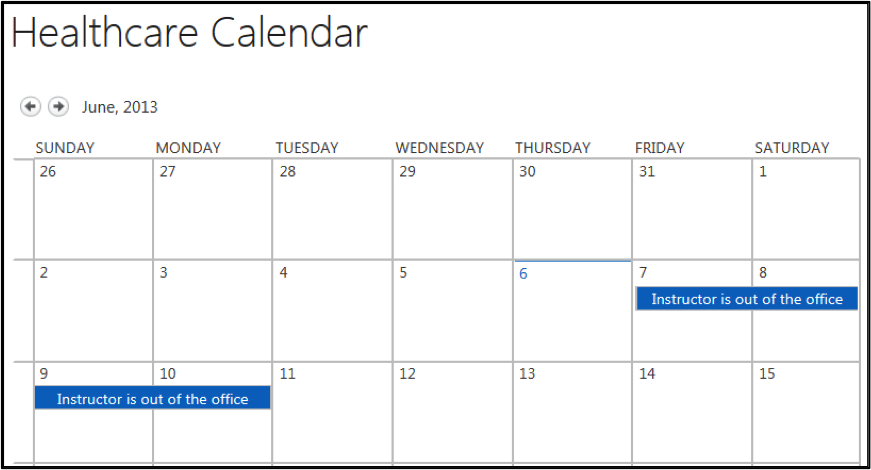 Healthcare Calendar
June, 2013
SUNDAY MONDAY TUESDAY WEDNESDAY THURSDAY FRIDAY SATURDAY
26 27 28 29 30 31 1
2 3 4 5 6 7 8
Instructor is out of the office
9 10 11 12 13 14 15
Instructor is out of the office